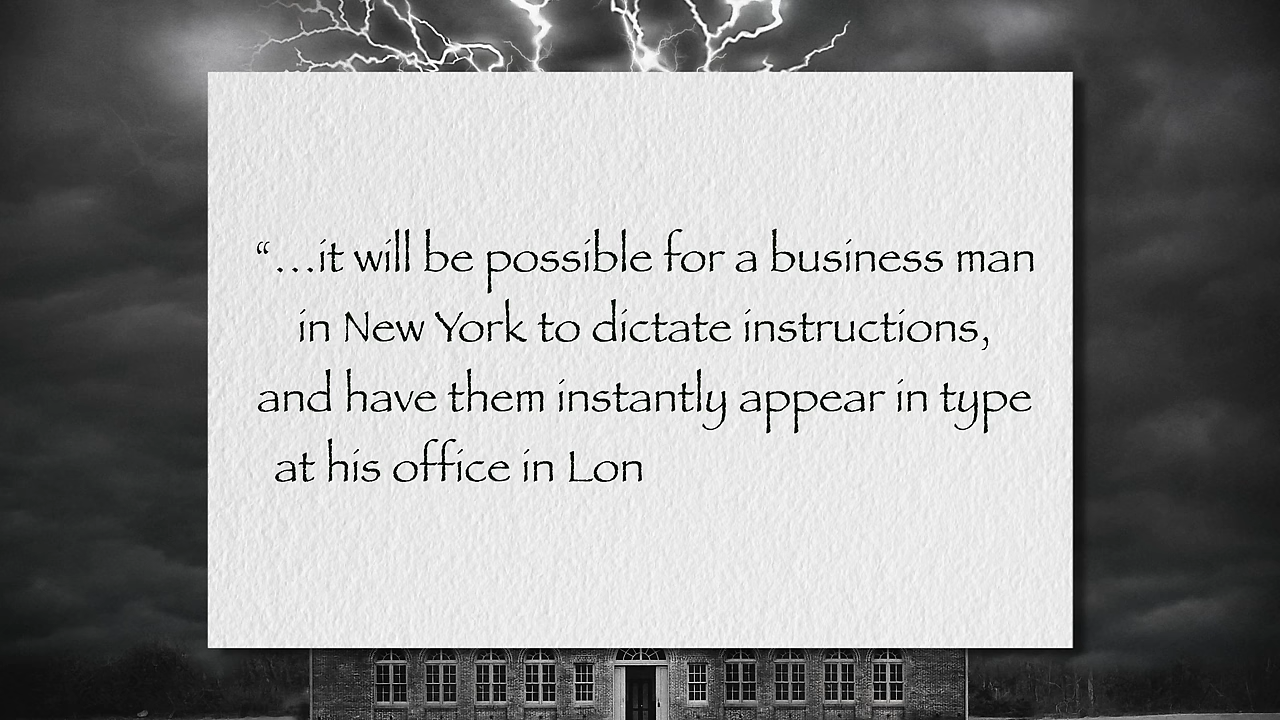 “…it will be possible for a business man
in New York to dictate instructions,
and have them instantly appear in type
at his office in Lon